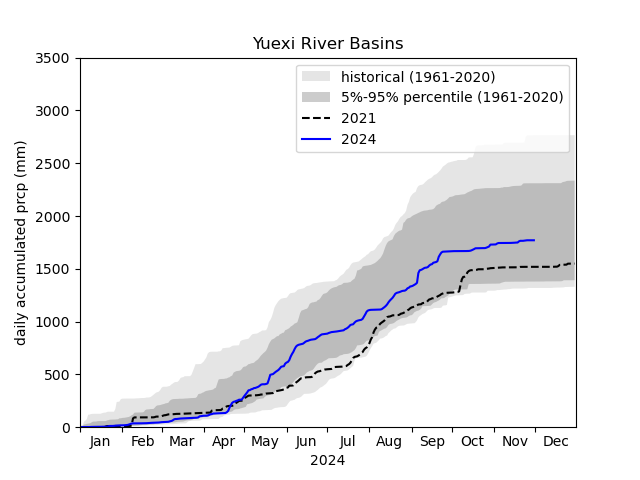 Yuexi River Basins
historical (1961-2020)
5%-95% percentile (1961-2020)
2021
2024
daily accumulated prcp (mm)
3500
3000
2500
2000
1500
1000
500
0
Jan Feb Mar Apr May Jun Jul Aug Sep Oct Nov Dec
2024